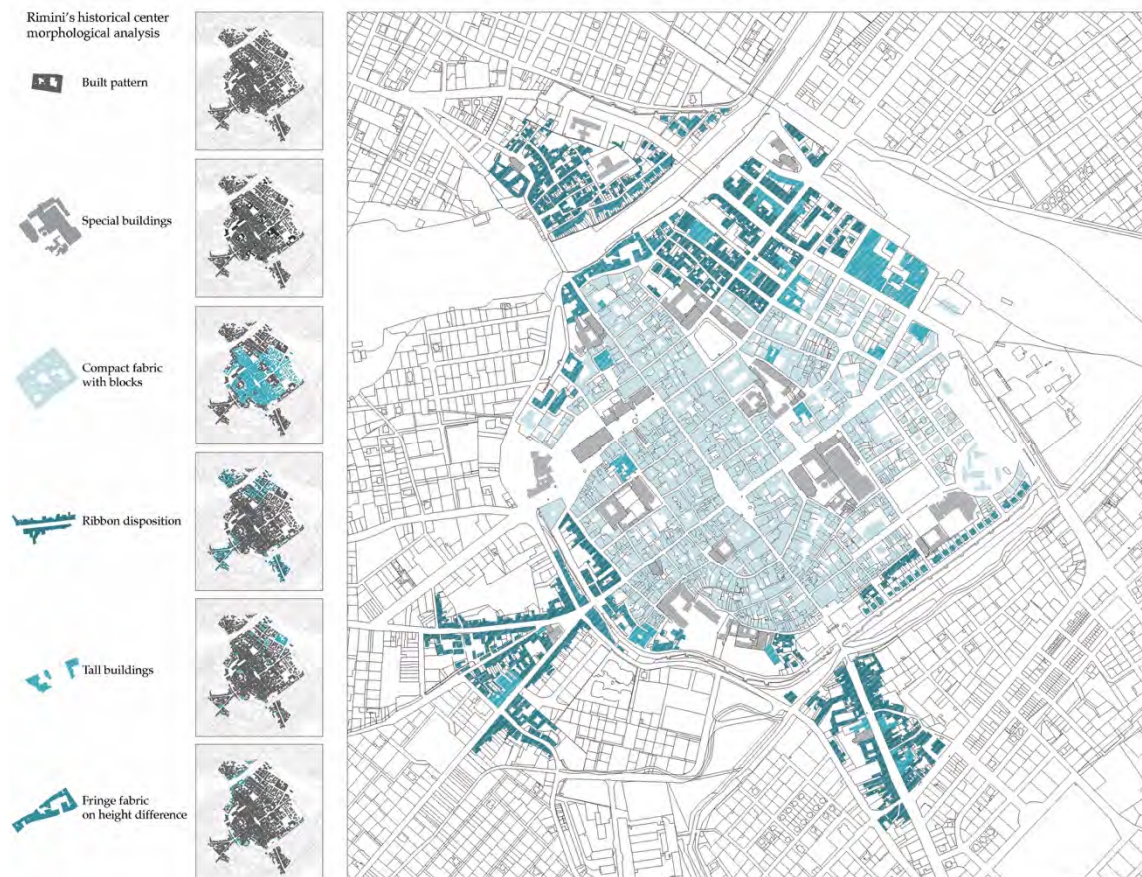 Rimini's historical center
morphological analysis
Built pattern
Special buildings
Compact fabric
with blocks
Ribbon disposition
Tall buildings
Fringe fabric
on height difference